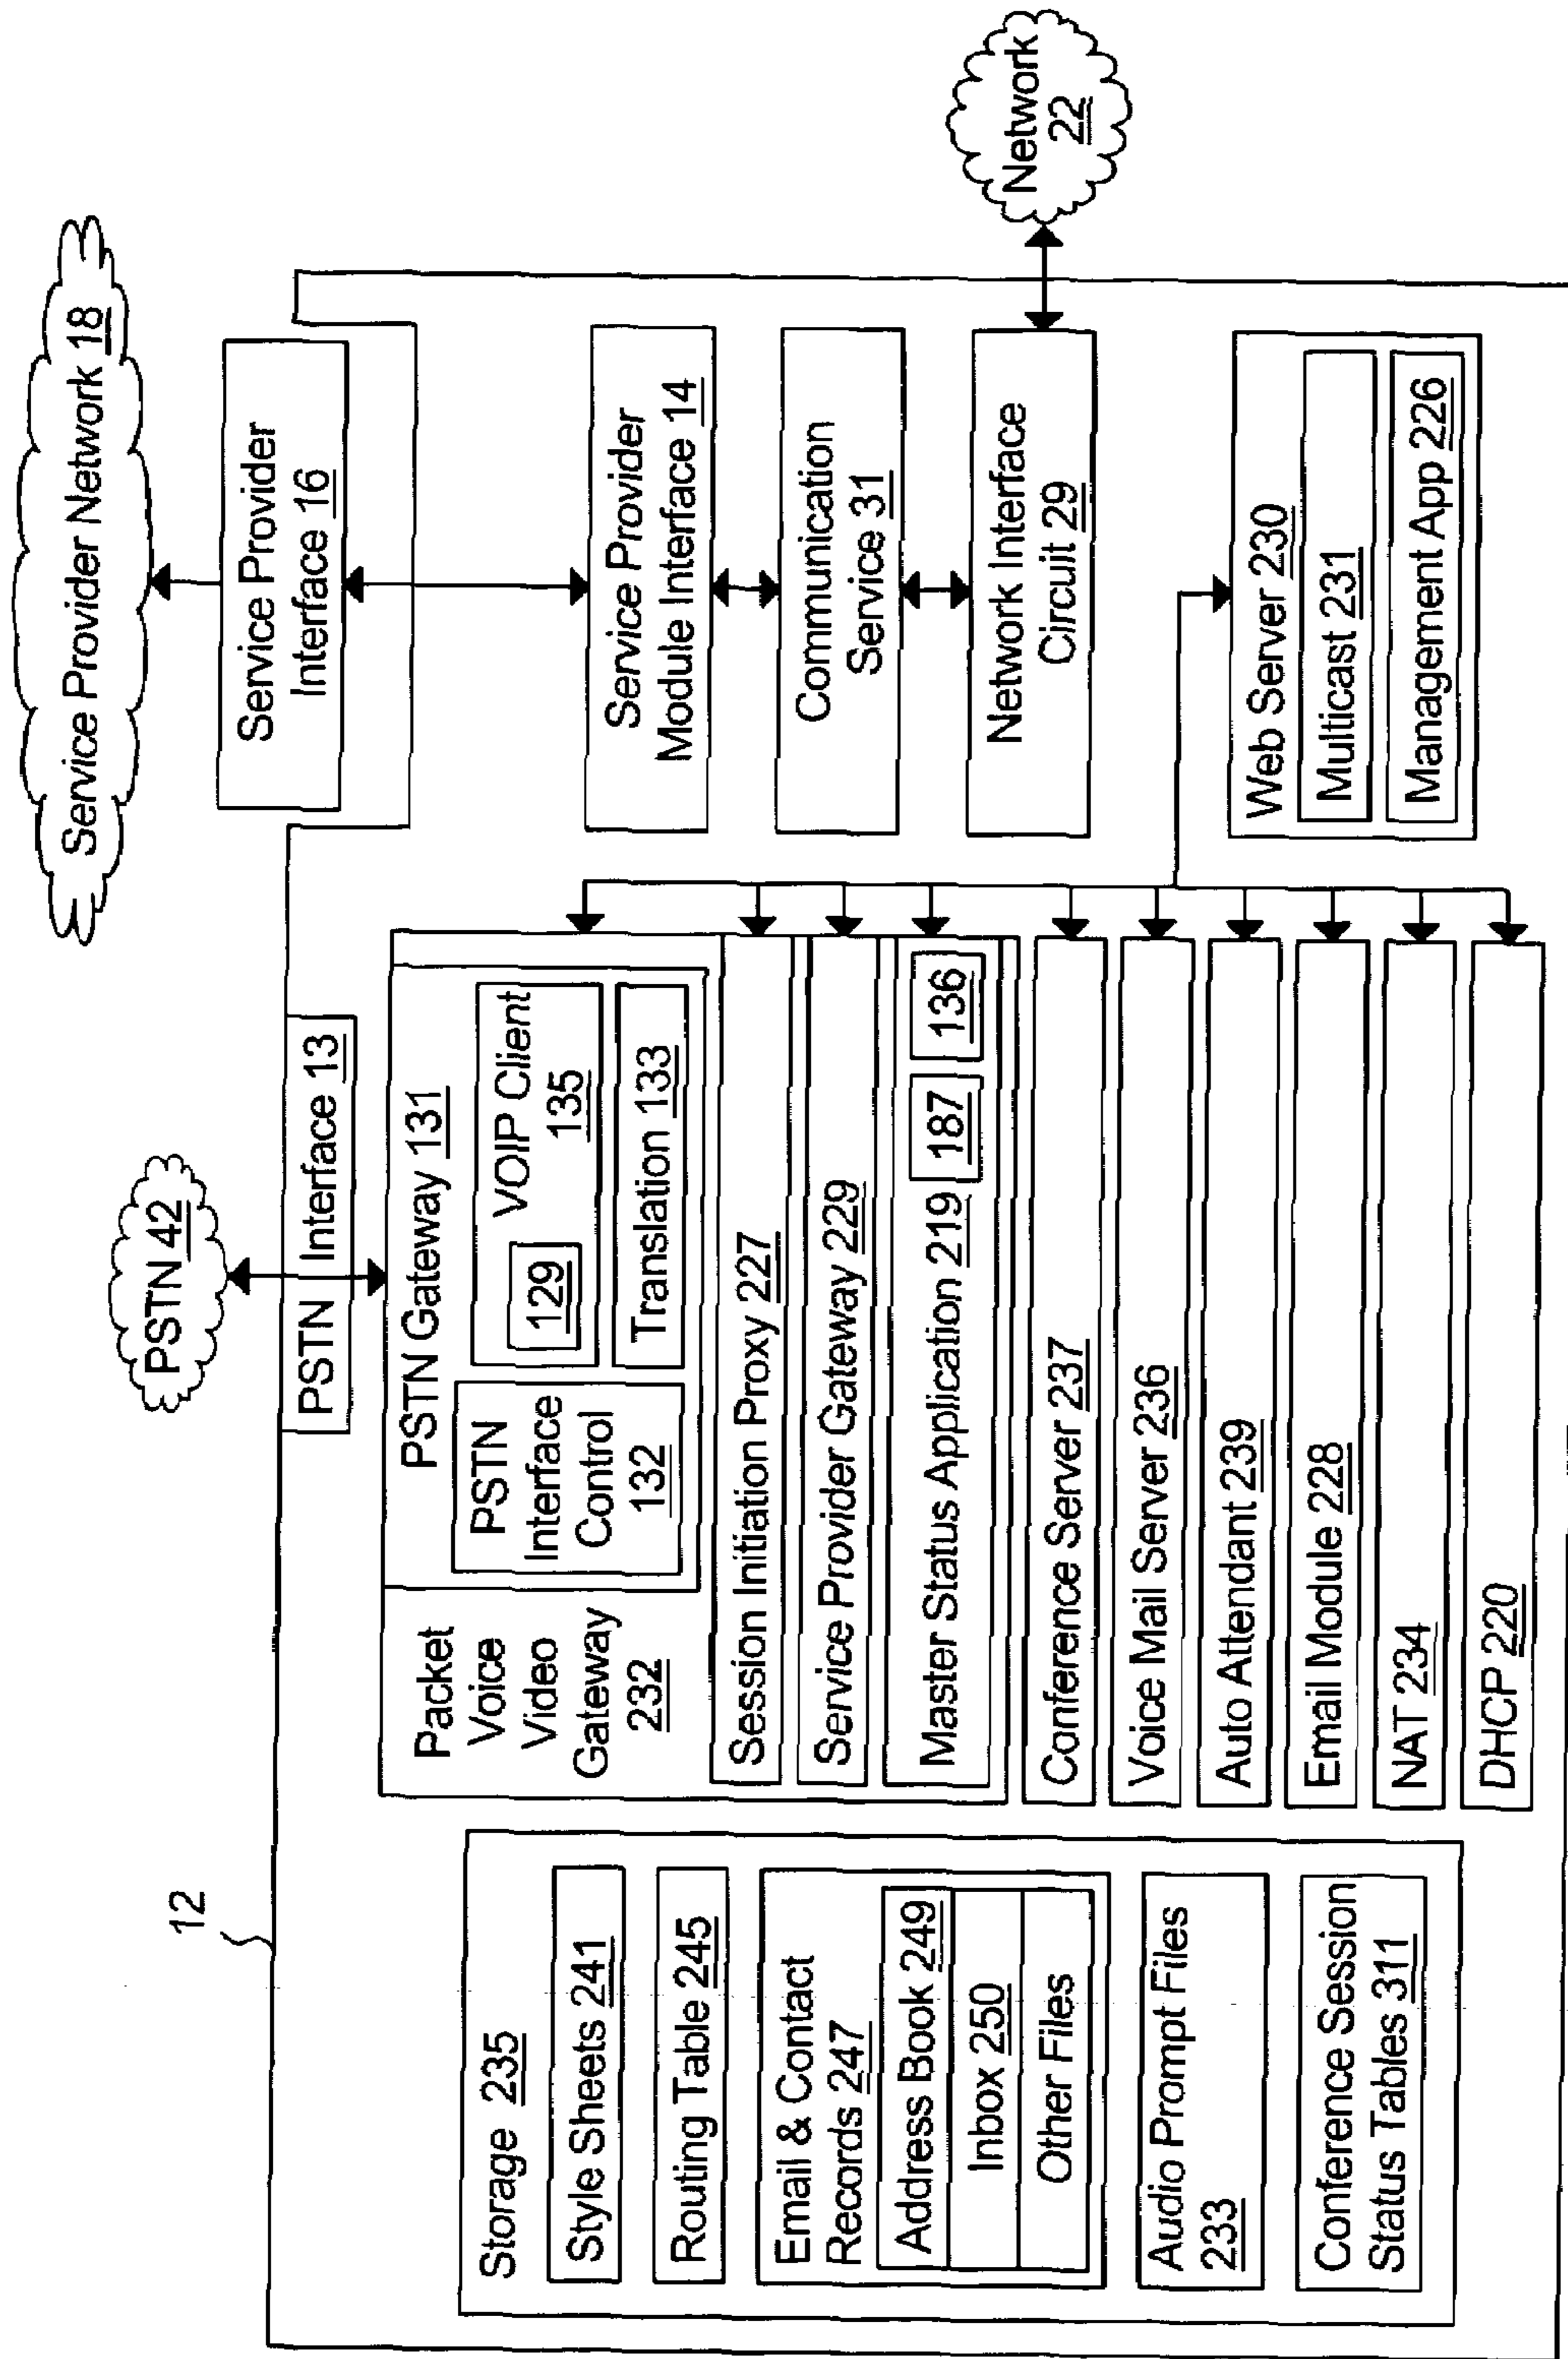 12
Storage 235
Style Sheets 241
Routing Table 245
Email & Contact
Records 247
Address Book 249
Inbox 250
Other Files
Audio Prompt Files
233
Conference Session
Status Tables 311
PSTN 42
PSTN Interface 13
Packet
Voice
Video
Gateway
232
PSTN Gateway 131
PSTN
Interface
Control
132
VOIP Client
129
135
Translation 133
Session Initiation Proxy 227
Service Provider Gateway 229
Master Status Application 219
187
136
Conference Server 237
Voice Mail Server 236
Auto Attendant 239
Email Module 228
NAT 234
DHCP 220
Service Provider Network 18
Service Provider
Interface 16
Service Provider
Module Interface 14
Communication
Service 31
Network Interface
Circuit 29
Network
22
Web Server 230
Multicast 231
Management App 226